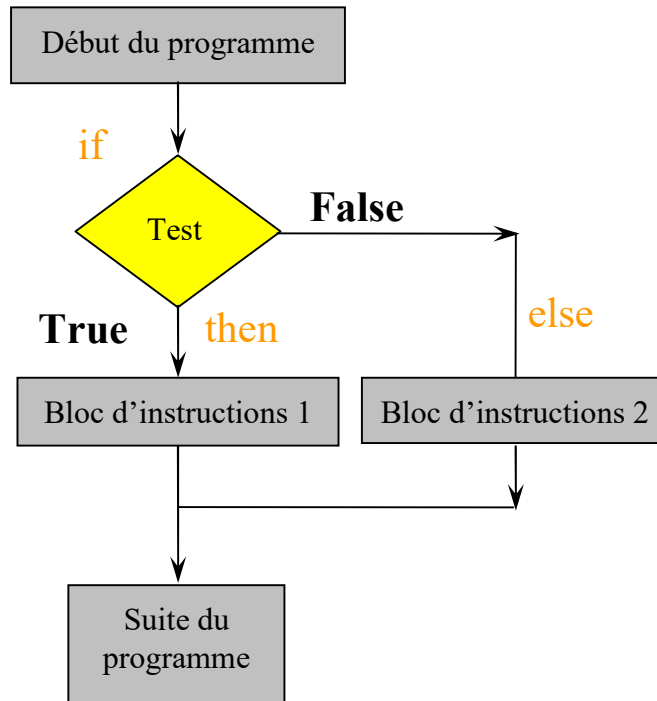 Début du programme
if
Test
False
True
then
else
Bloc d’instructions 1
Bloc d’instructions 2
Suite du
programme